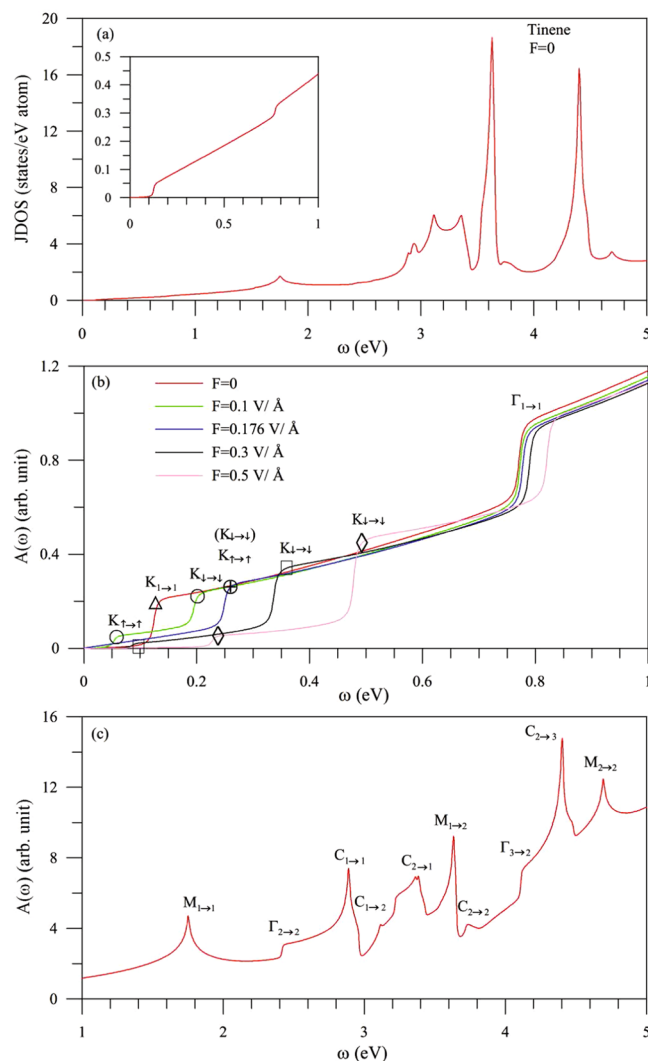 20
(a)
Tinene
0.5
F=0
16
0.4
0.3
12
0.2
0.1
8
0
0
0.5
1
4
0
JDOS (states/eV atom)
0
1
2
3
4
5
ω (eV)
1.2
(b)
F=0
Γ1→1
F=0.1 V/ Å
F=0.176 V/ Å
0.8
F=0.3 V/ Å
F=0.5 V/ Å
A(ω) (arb. unit)
(K↓→↓)
K↓→↓
K↑→↑
K↓→↓
0.4
K1→1
K↓→↓
K↑→↑
0
0
0.2
0.4
0.6
0.8
1
ω (eV)
16
(c)
C2→3
M2→2
12
M1→2
C1→1
C2→1
Γ3→2
8
C1→2
C2→2
M1→1
Γ2→2
4
0
A(ω) (arb. unit)
1
2
3
4
5
ω (eV)